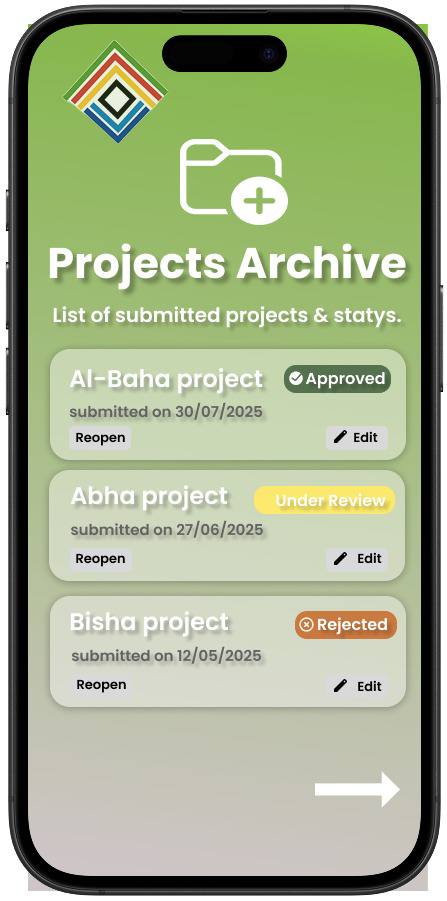 Projects Archive
List of submitted projects & statys.
Al-Baha project
Approved
submitted on 30/07/2025
Reopen
Edit
Abha project
Under Review
submitted on 27/06/2025
Reopen
Edit
Bisha project
Rejected
submitted on 12/05/2025
Reopen
Edit